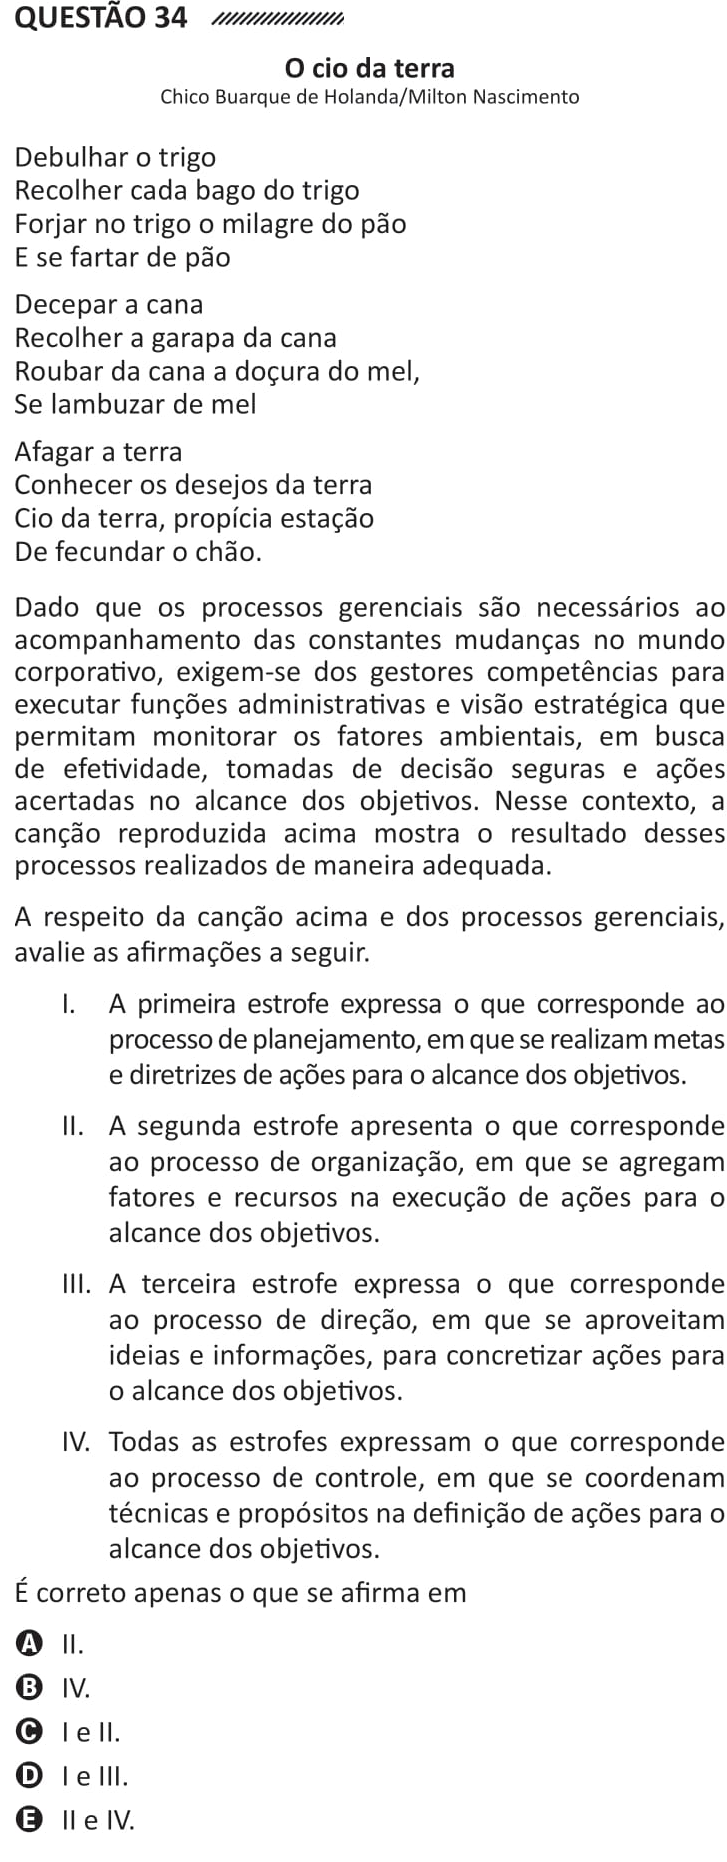 QUESTÃO 34
O cio da terra
Chico Buarque de Holanda/Milton Nascimento
Debulhar o trigo
Recolher cada bago do trigo
Forjar no trigo o milagre do pão
E se fartar de pão
Decepar a cana
Recolher a garapa da cana
Roubar da cana a doçura do mel,
Se lambuzar de mel
Afagar a terra
Conhecer os desejos da terra
Cio da terra, propícia estação
De fecundar o chão.
Dado que os processos gerenciais são necessários ao
acompanhamento das constantes mudanças no mundo
corporativo, exigem-se dos gestores competências para
executar funções administrativas e visão estratégica que
permitam monitorar os fatores ambientais, em busca
de efetividade, tomadas de decisão seguras e ações
acertadas no alcance dos objetivos. Nesse contexto, a
canção reproduzida acima mostra o resultado desses
processos realizados de maneira adequada.
A respeito da canção acima e dos processos gerenciais,
avalie as afirmações a seguir.
I. A primeira estrofe expressa o que corresponde ao
processo de planejamento, em que se realizam metas
e diretrizes de ações para o alcance dos objetivos.
II. A segunda estrofe apresenta o que corresponde
ao processo de organização, em que se agregam
fatores e recursos na execução de ações para o
alcance dos objetivos.
III. A terceira estrofe expressa o que corresponde
ao processo de direção, em que se aproveitam
ideias e informações, para concretizar ações para
o alcance dos objetivos.
IV. Todas as estrofes expressam o que corresponde
ao processo de controle, em que se coordenam
técnicas e propósitos na definição de ações para o
alcance dos objetivos.
É correto apenas o que se afirma em
A II.
B IV.
C I e II.
D I e III.
E II e IV.